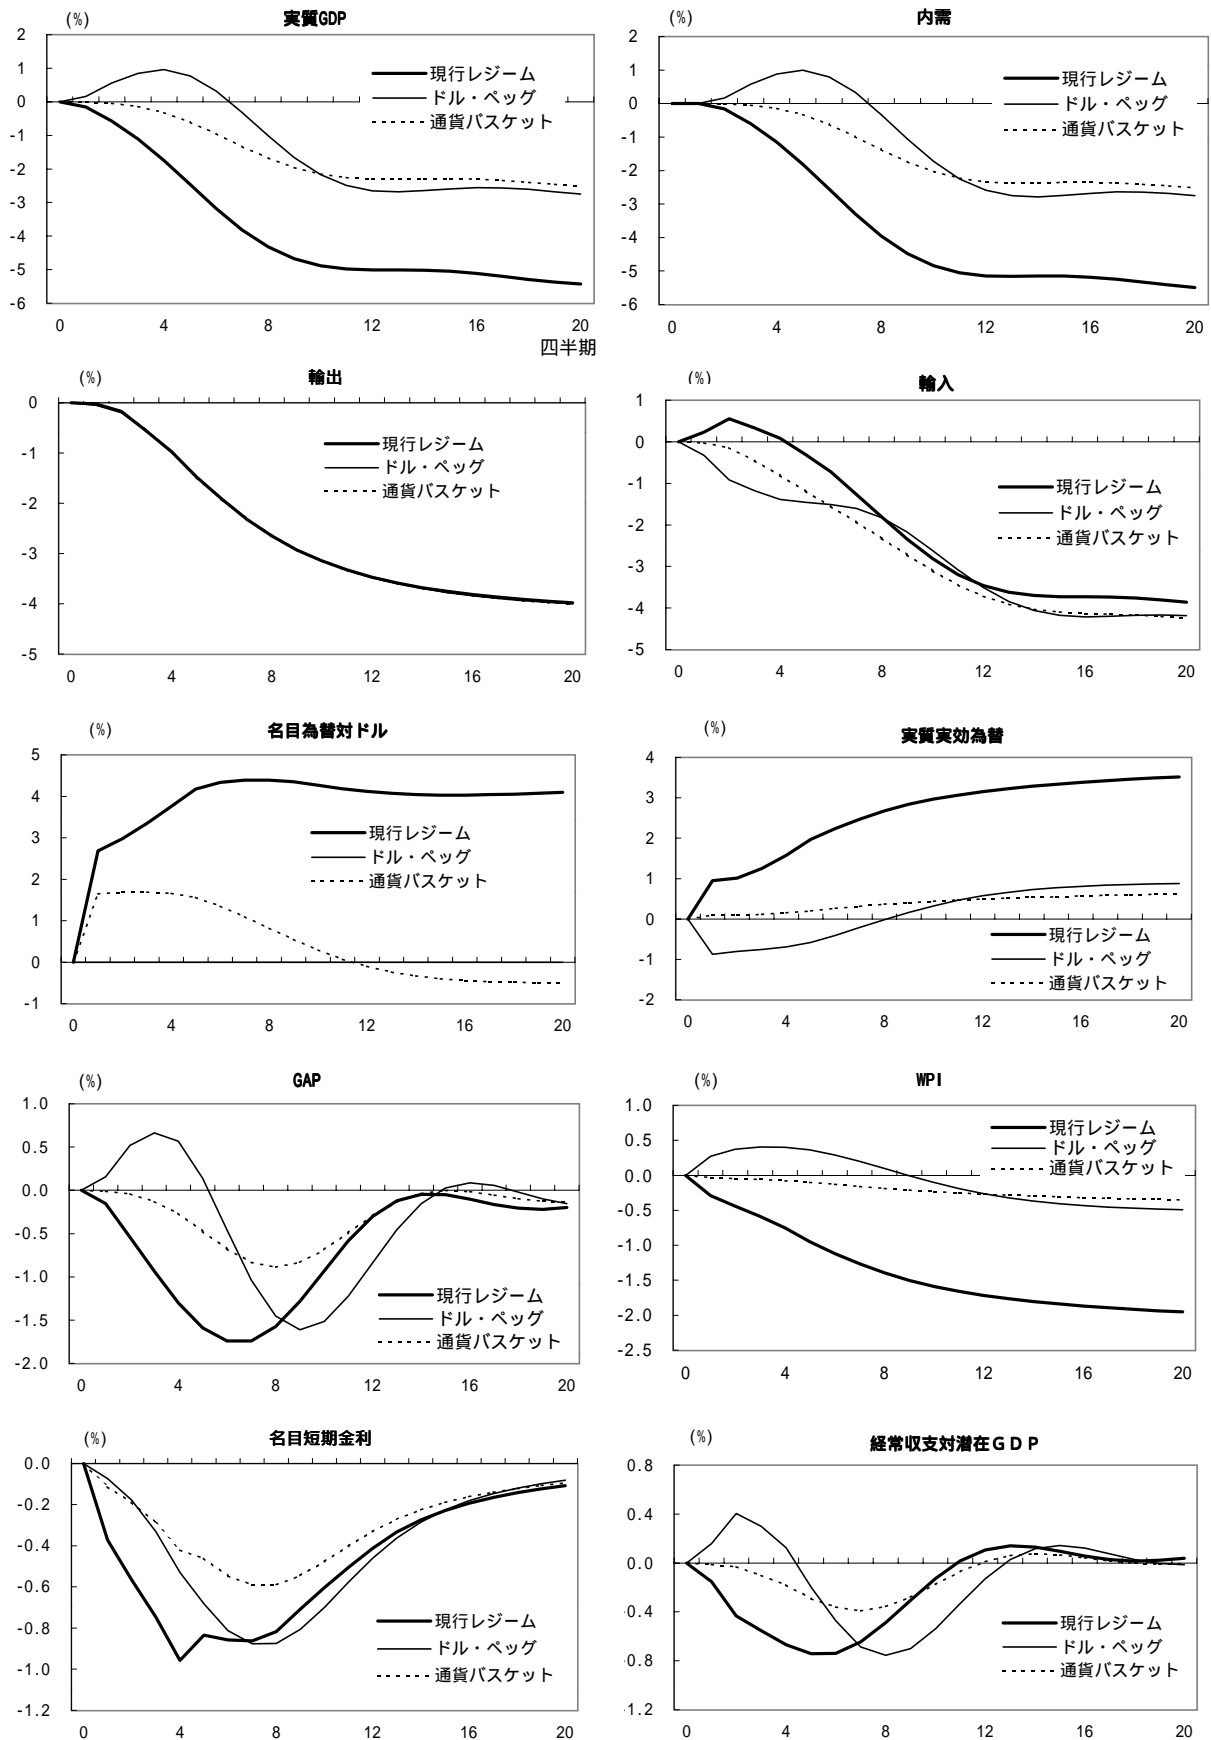 (%) 実質GDP
2
1
0
-1
-2
-3
-4
-5
-6
現行レジーム
ドル・ペッグ
通貨バスケット
0 4 8 12 16 20
四半期
(%) 内需
2
1
0
-1
-2
-3
-4
-5
-6
現行レジーム
ドル・ペッグ
通貨バスケット
0 4 8 12 16 20
(%) 輸出
0
-1
-2
-3
-4
-5
現行レジーム
ドル・ペッグ
通貨バスケット
0 4 8 12 16 20
(%) 輸入
1
0
-1
-2
-3
-4
-5
現行レジーム
ドル・ペッグ
通貨バスケット
0 4 8 12 16 20
(%) 名目為替対ドル
5
4
3
2
1
0
-1
現行レジーム
ドル・ペッグ
通貨バスケット
0 4 8 12 16 20
(%) 実質実効為替
4
3
2
1
0
-1
-2
現行レジーム
ドル・ペッグ
通貨バスケット
0 4 8 12 16 20
(%) GAP
1.0
0.5
0.0
-0.5
-1.0
-1.5
-2.0
現行レジーム
ドル・ペッグ
通貨バスケット
0 4 8 12 16 20
(%) WPI
1.0
0.5
0.0
-0.5
-1.0
-1.5
-2.0
-2.5
現行レジーム
ドル・ペッグ
通貨バスケット
0 4 8 12 16 20
(%) 名目短期金利
0.0
-0.2
-0.4
-0.6
-0.8
-1.0
-1.2
現行レジーム
ドル・ペッグ
通貨バスケット
0 4 8 12 16 20
(%) 経常収支対潜在GDP
0.8
0.4
0.0
0.4
-0.8
1.2
現行レジーム
ドル・ペッグ
通貨バスケット
0 4 8 12 16 20